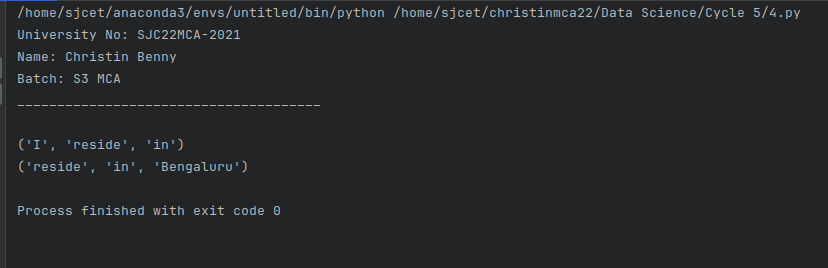 /home/sjcet/anaconda3/envs/untitled/bin/python /home/sjcet/christinmca22/Data Science/Cycle 5/4.py
University No: SJC22MCA-2021
Name: Christin Benny
Batch: S3 MCA
______________________________________
('I', 'reside', 'in')
('reside', 'in', 'Bengaluru')
Process finished with exit code 0